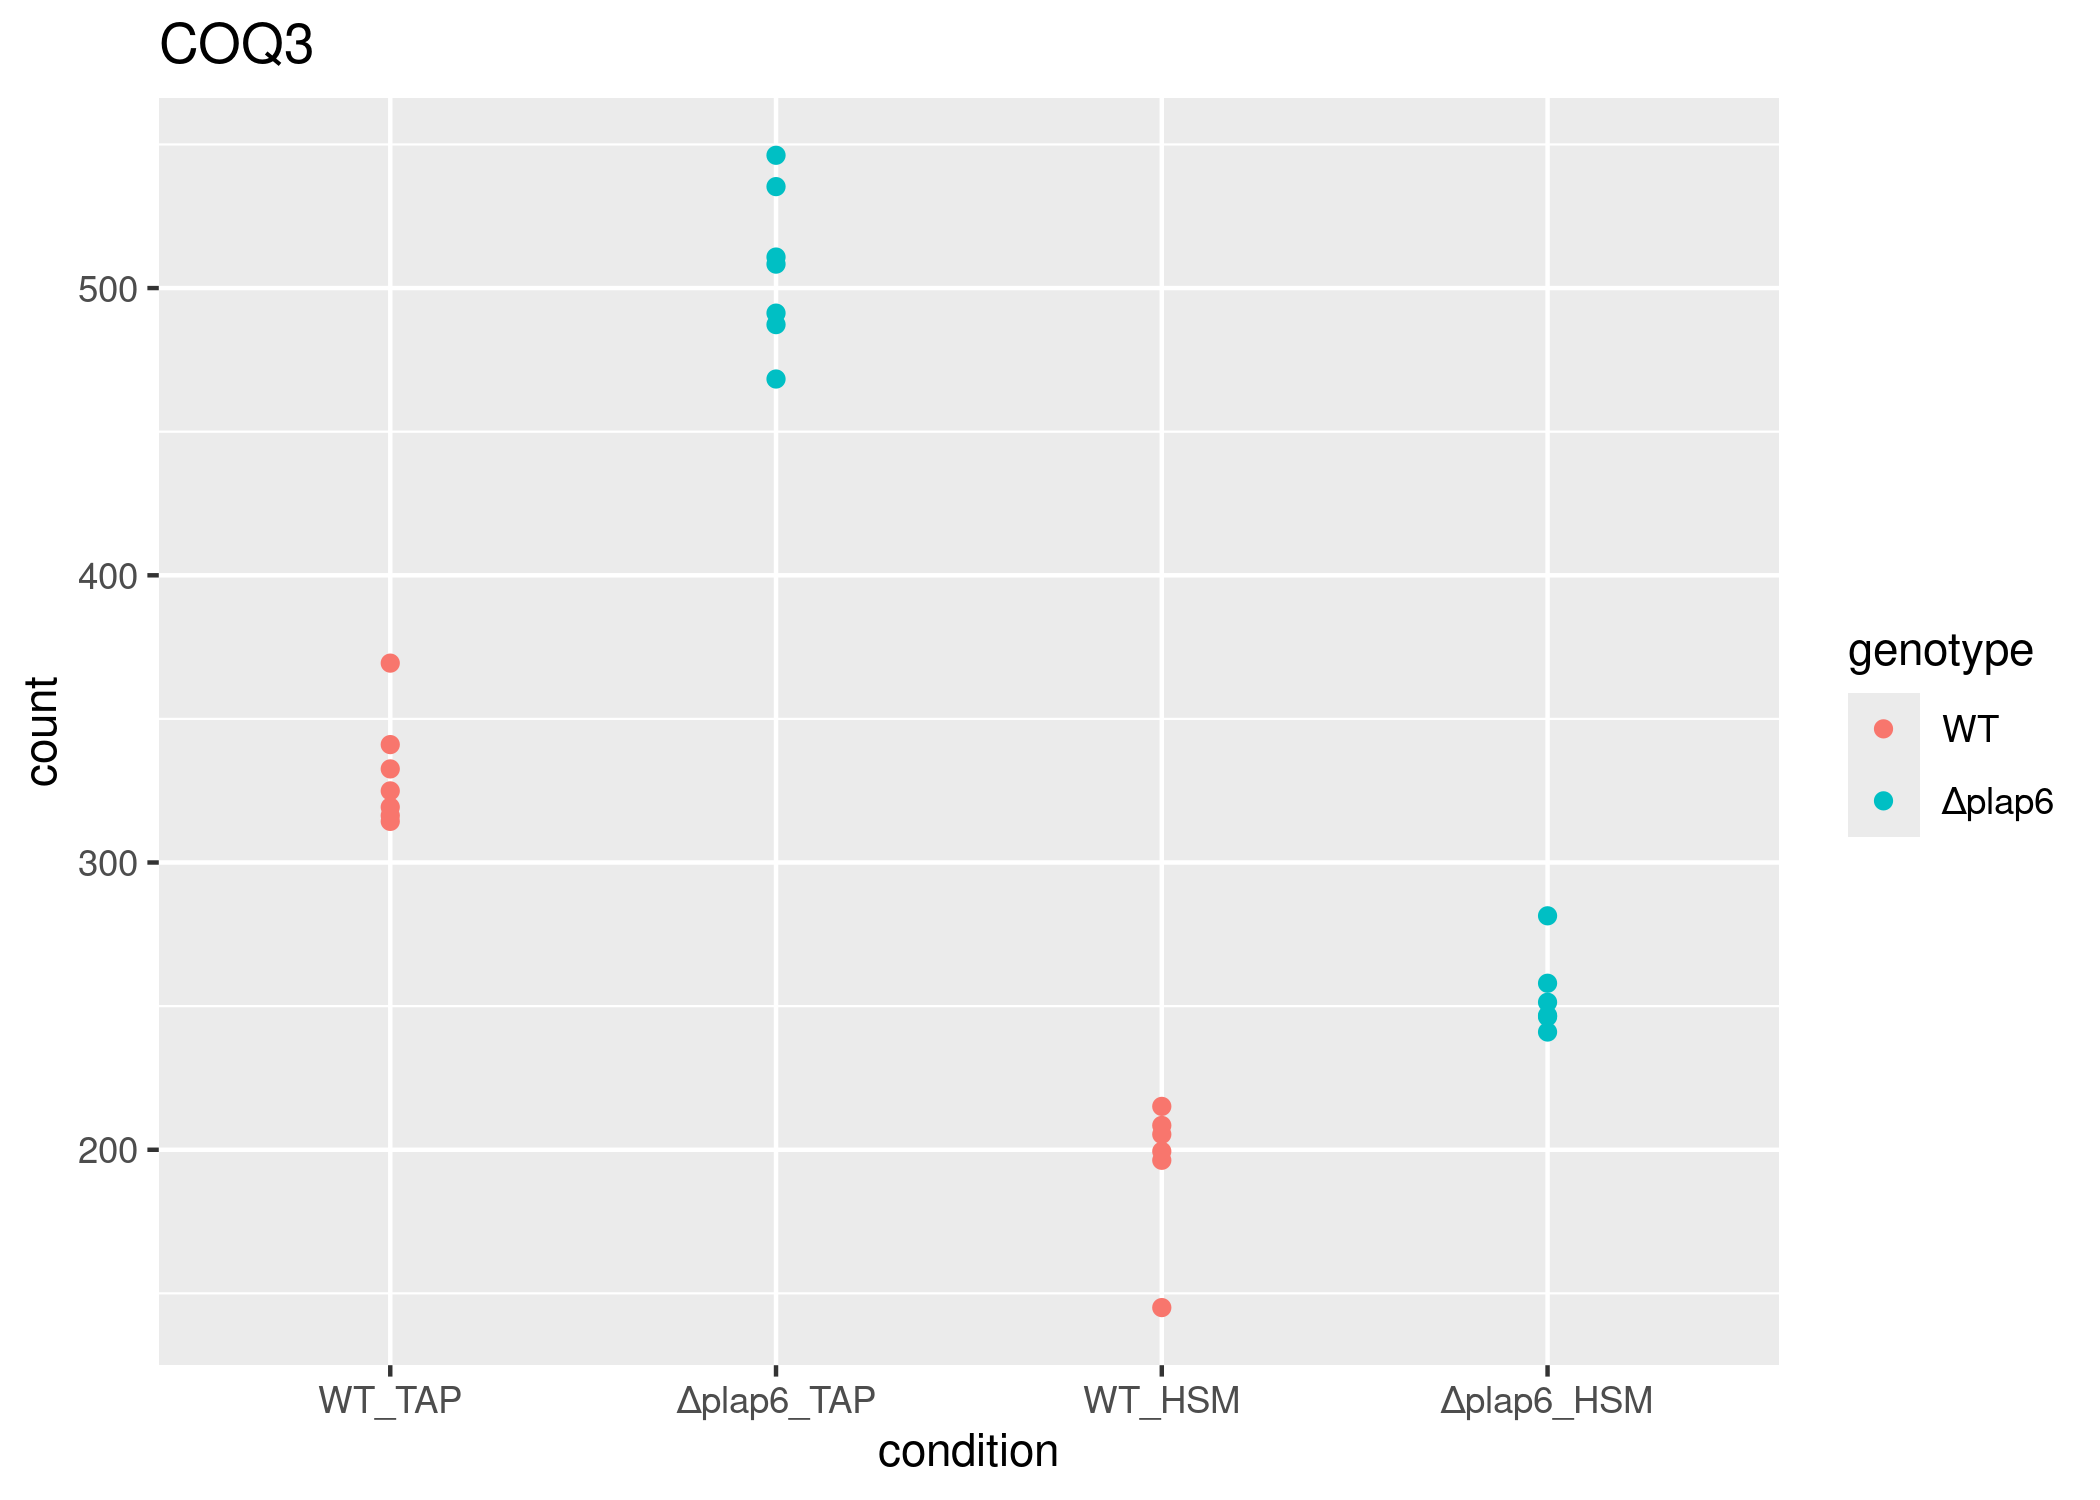 COQ3
count
500
400
300
200
WT_TAP
Δplap6_TAP
WT_HSM
Δplap6_HSM
condition
genotype
WT
Δplap6